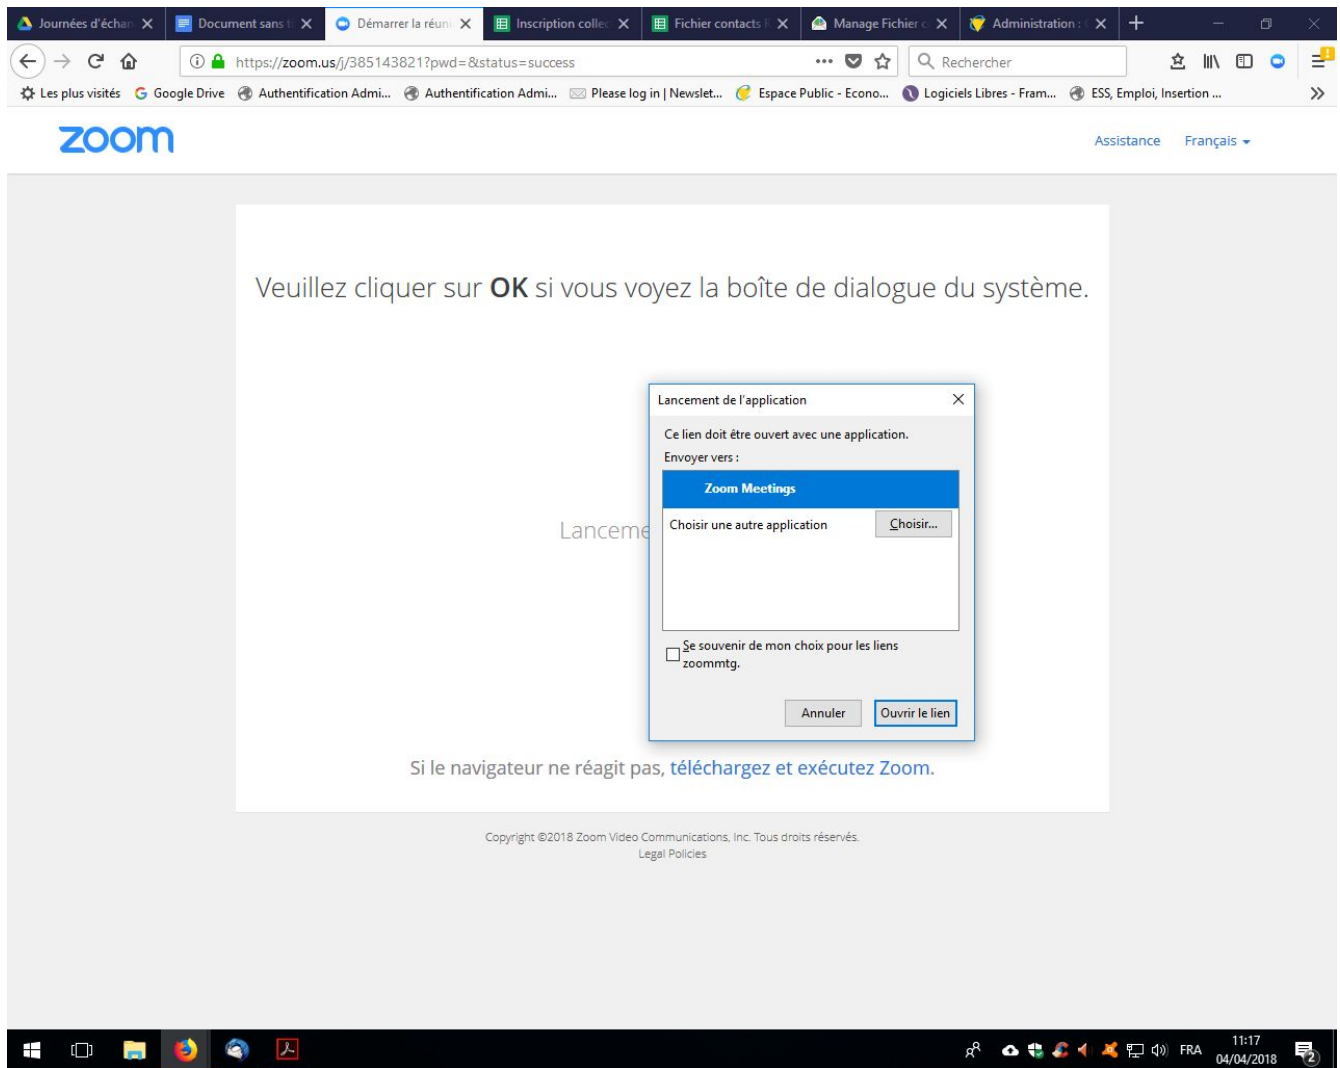 Journées d'échan
Document sans ti
Démarrer la réuni
Inscription collec
Fichier contacts F
Manage Fichier c
Administration : (
https://zoom.us/j/385143821?pwd=&status=success
Rechercher
Les plus visités
Google Drive
Authentification Admi...
Authentification Admi...
Please log in | Newslet...
Espace Public - Econo...
Logiciels Libres - Fram...
ESS, Emploi, Insertion ...
zoom
Assistance
Français
Veuillez cliquer sur OK si vous voyez la boîte de dialogue du système.
Lanceme
Lancement de l'application
Ce lien doit être ouvert avec une application.
Envoyer vers :
Zoom Meetings
Choisir une autre application
Choisir...
Se souvenir de mon choix pour les liens
zoommtg.
Annuler
Ouvrir le lien
Si le navigateur ne réagit pas, téléchargez et exécutez Zoom.
Copyright ©2018 Zoom Video Communications, Inc. Tous droits réservés.
Legal Policies
FRA
11:17
04/04/2018
2